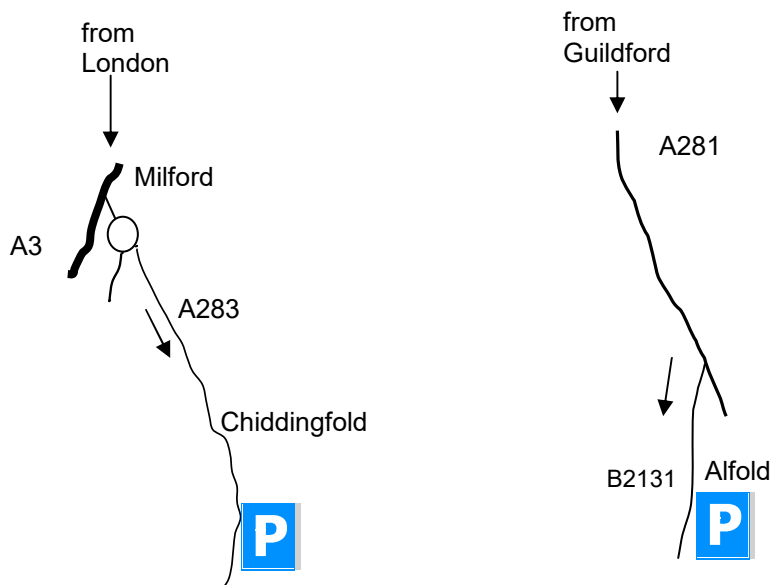 from
London
Milford
A3
A283
Chiddingfold
P
from
Guildford
A281
B2131
Alfold
P